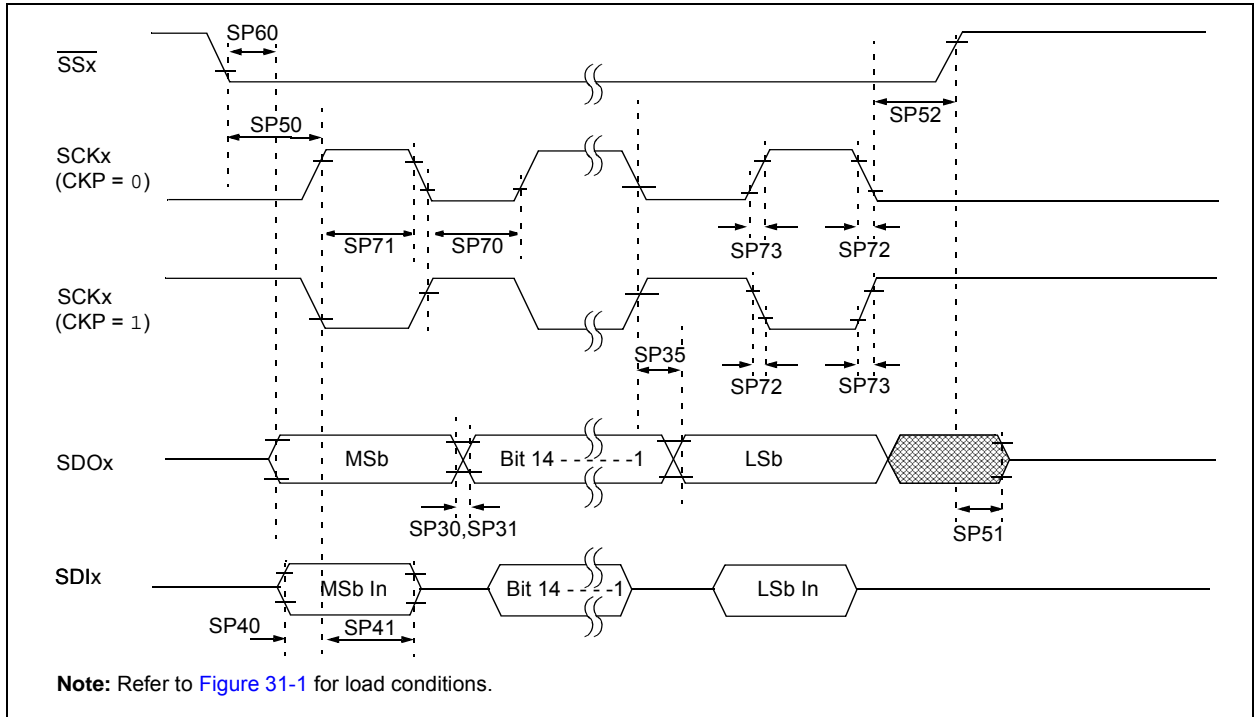 SP60
SSx
SP52
SP50
SCKx
(CKP = 0)
SP71
SP70
SP73
SP72
SCKx
(CKP = 1)
SP35
SP72
SP73
SDOx
MSb
Bit 14 - - - - - -1
LSb
SP30,SP31
SP51
SDIx
MSb In
Bit 14 - - - -1
LSb In
SP40
SP41
Note: Refer to Figure 31-1 for load conditions.